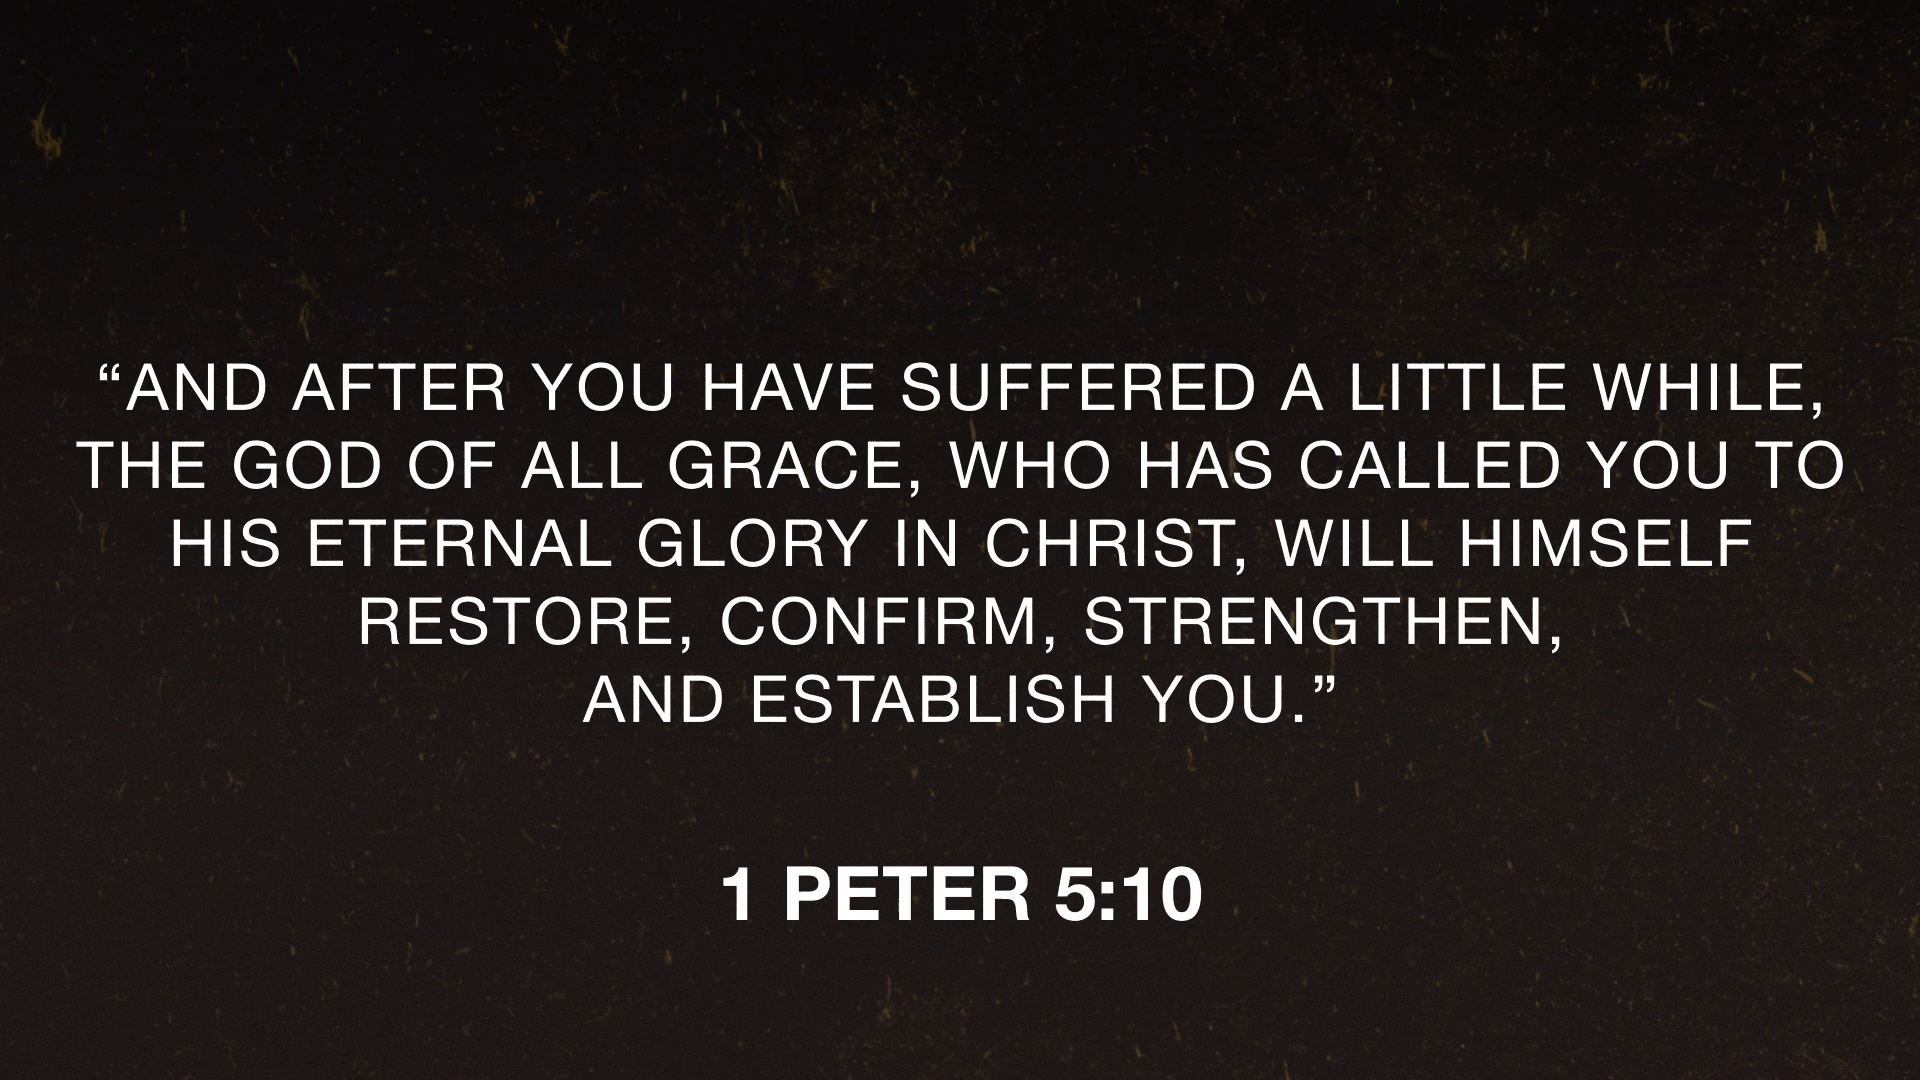 “AND AFTER YOU HAVE SUFFERED A LITTLE WHILE,
THE GOD OF ALL GRACE, WHO HAS CALLED YOU TO
HIS ETERNAL GLORY IN CHRIST, WILL HIMSELF
RESTORE, CONFIRM, STRENGTHEN,
AND ESTABLISH YOU.”
1 PETER 5:10